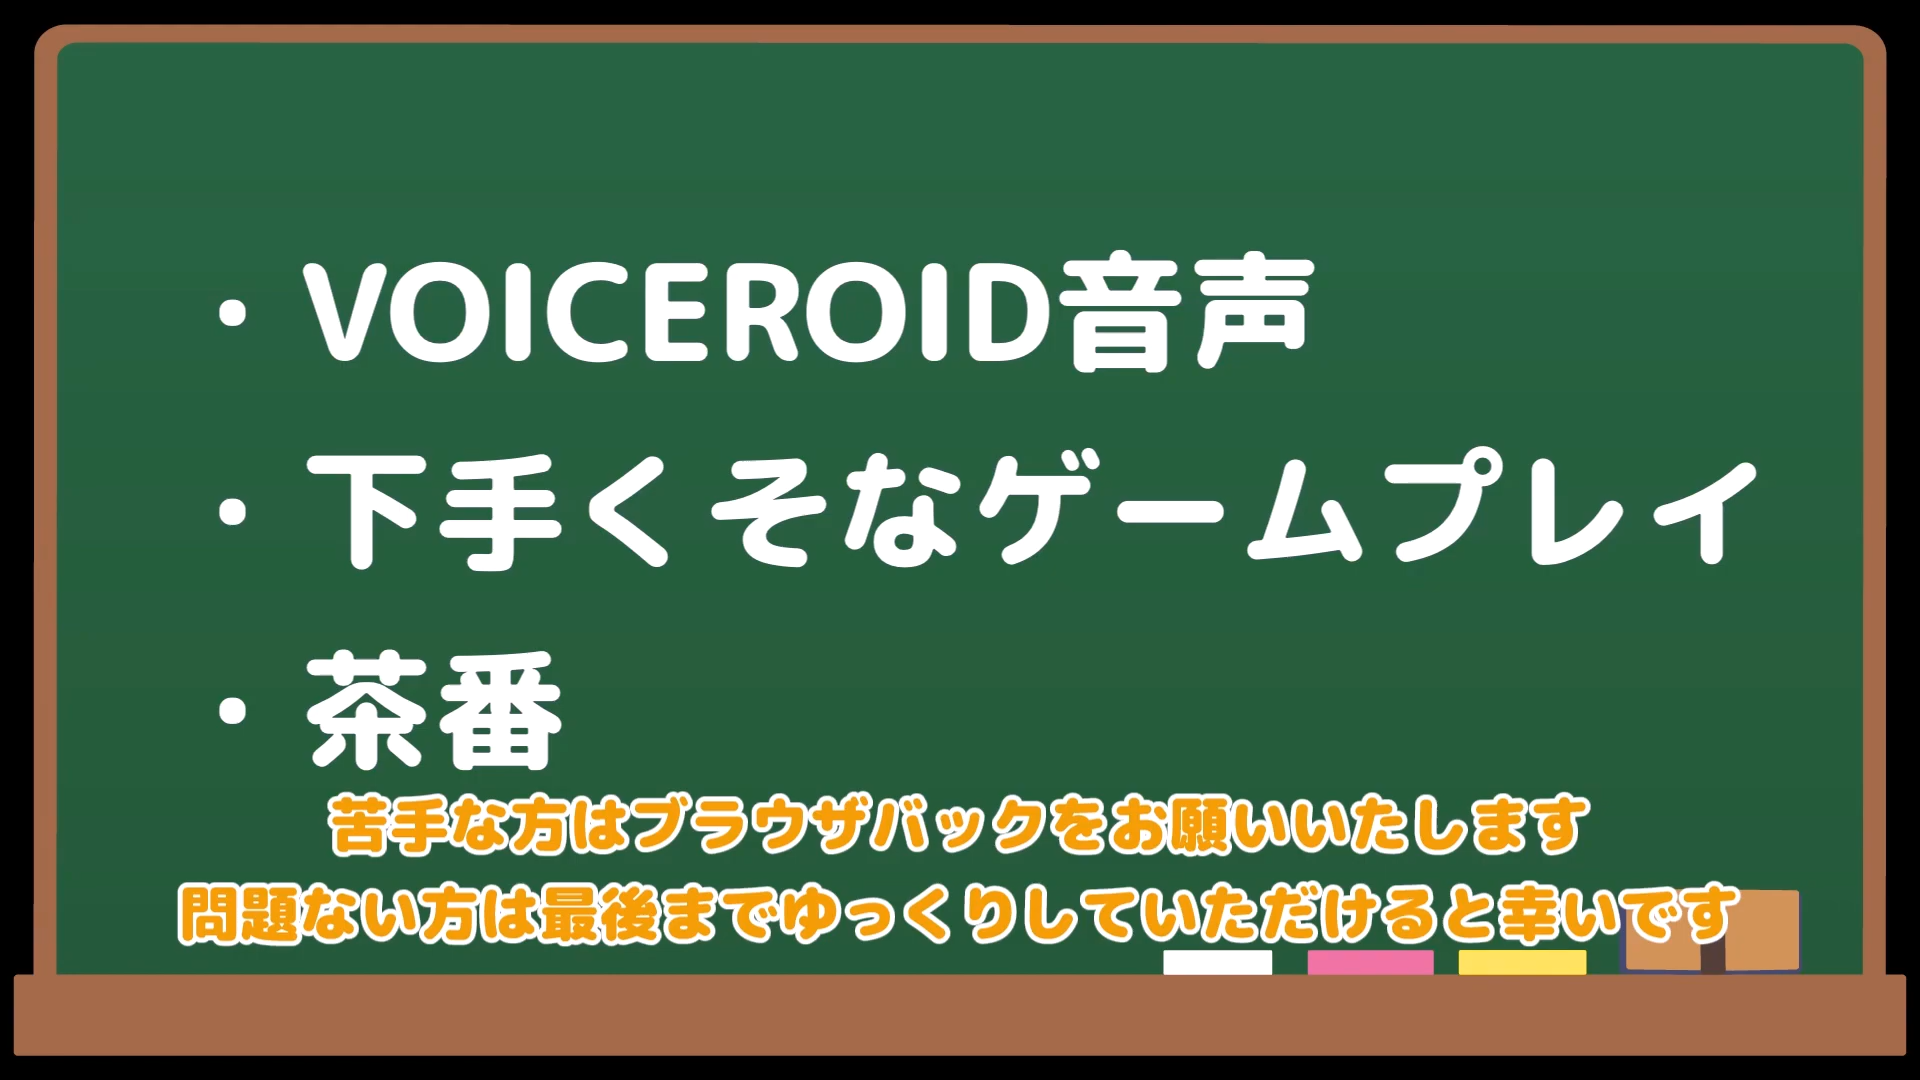 ・VOICEROID音声
・下手くそなゲームプレイ
・茶番
苦手な方はブラウザバックをお願いいたします
問題ない方は最後までゆっくりしていただけると幸いです